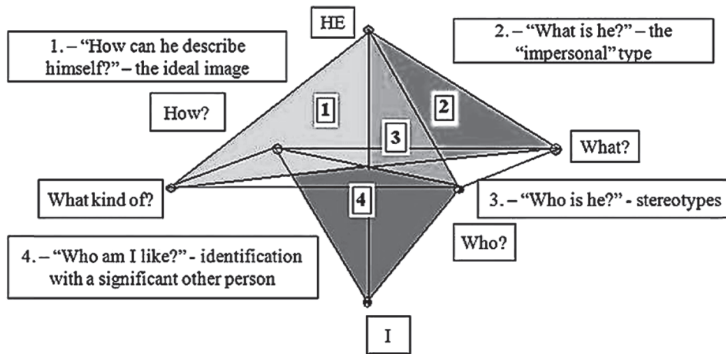 HE
1. – “How can he describe
himself?” – the ideal image
2. – “What is he?” – the
“impersonal” type
How?
1
2
3
What?
What kind of?
4
3. – “Who is he?” - stereotypes
Who?
4. – “Who am I like?” - identification
with a significant other person
I